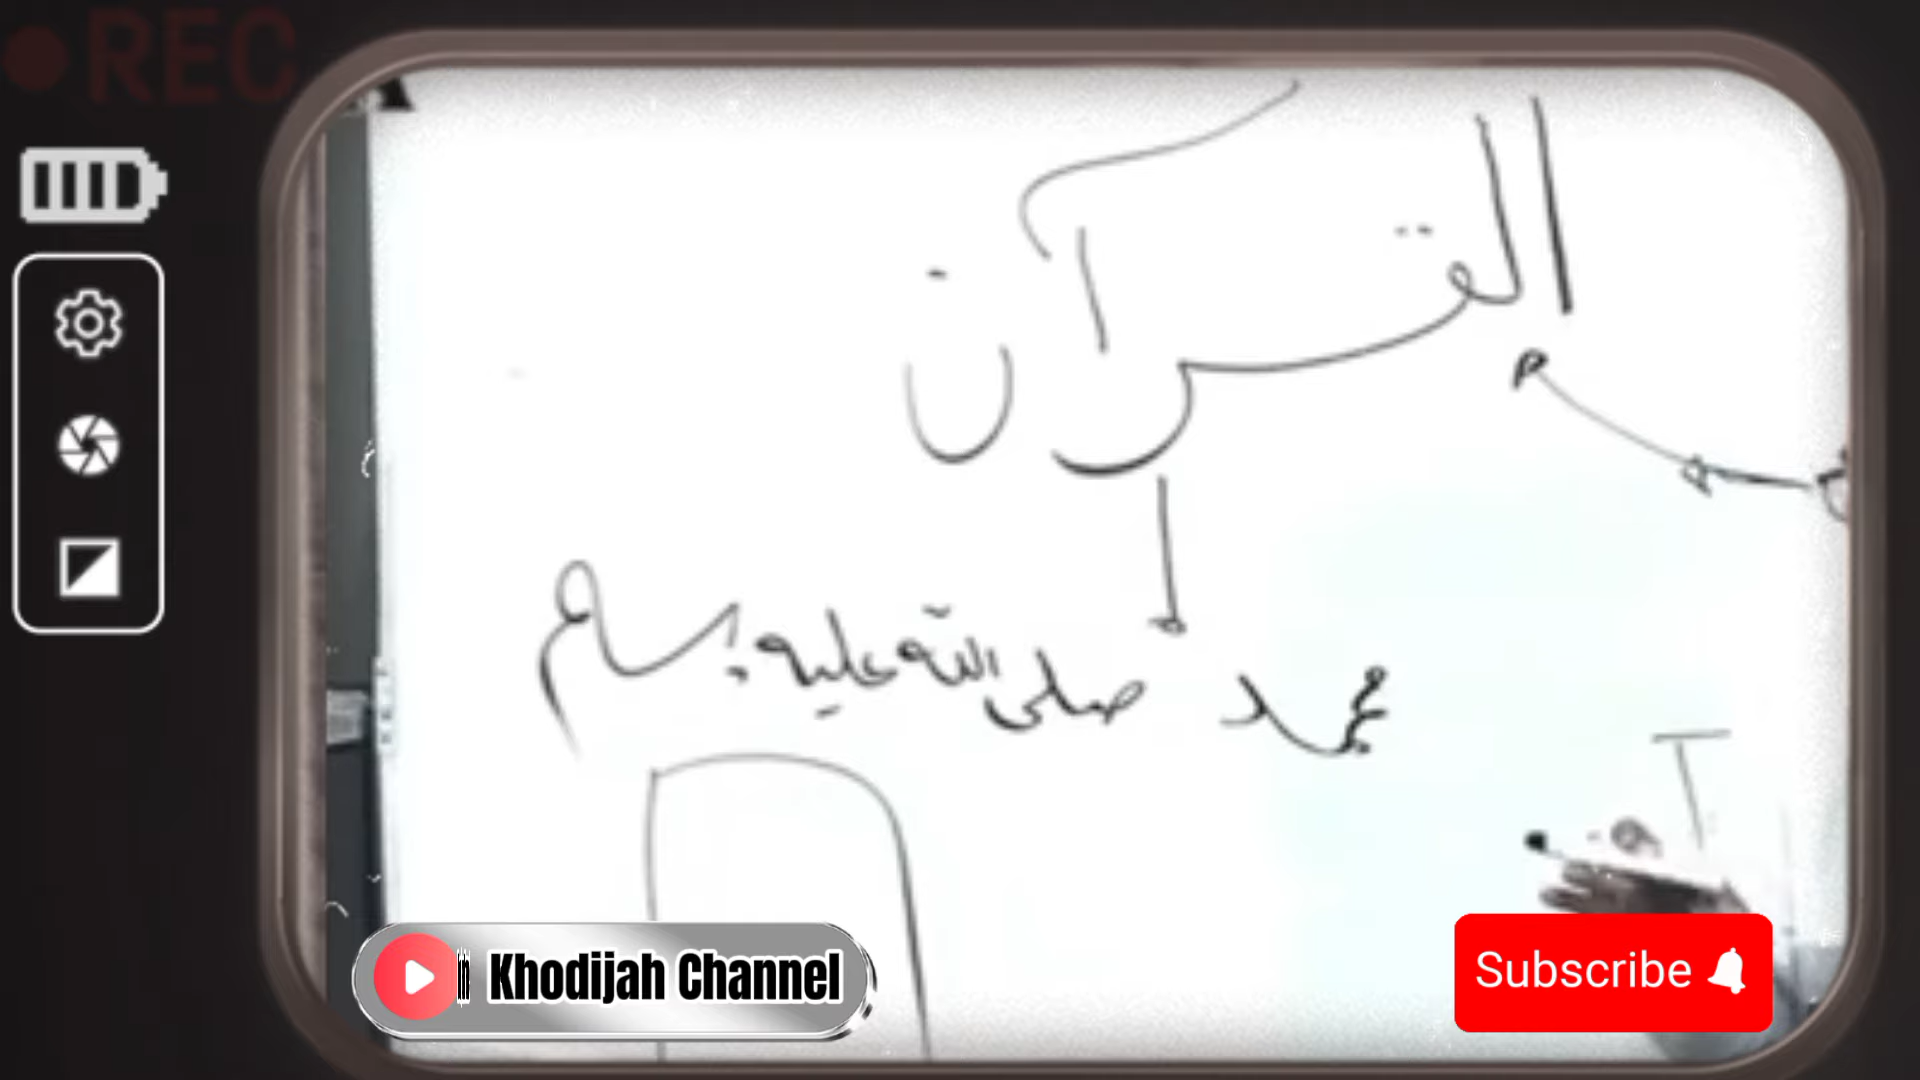 REC
القرآن
محمد صلى الله عليه وسلم
Khodijah Channel
Subscribe